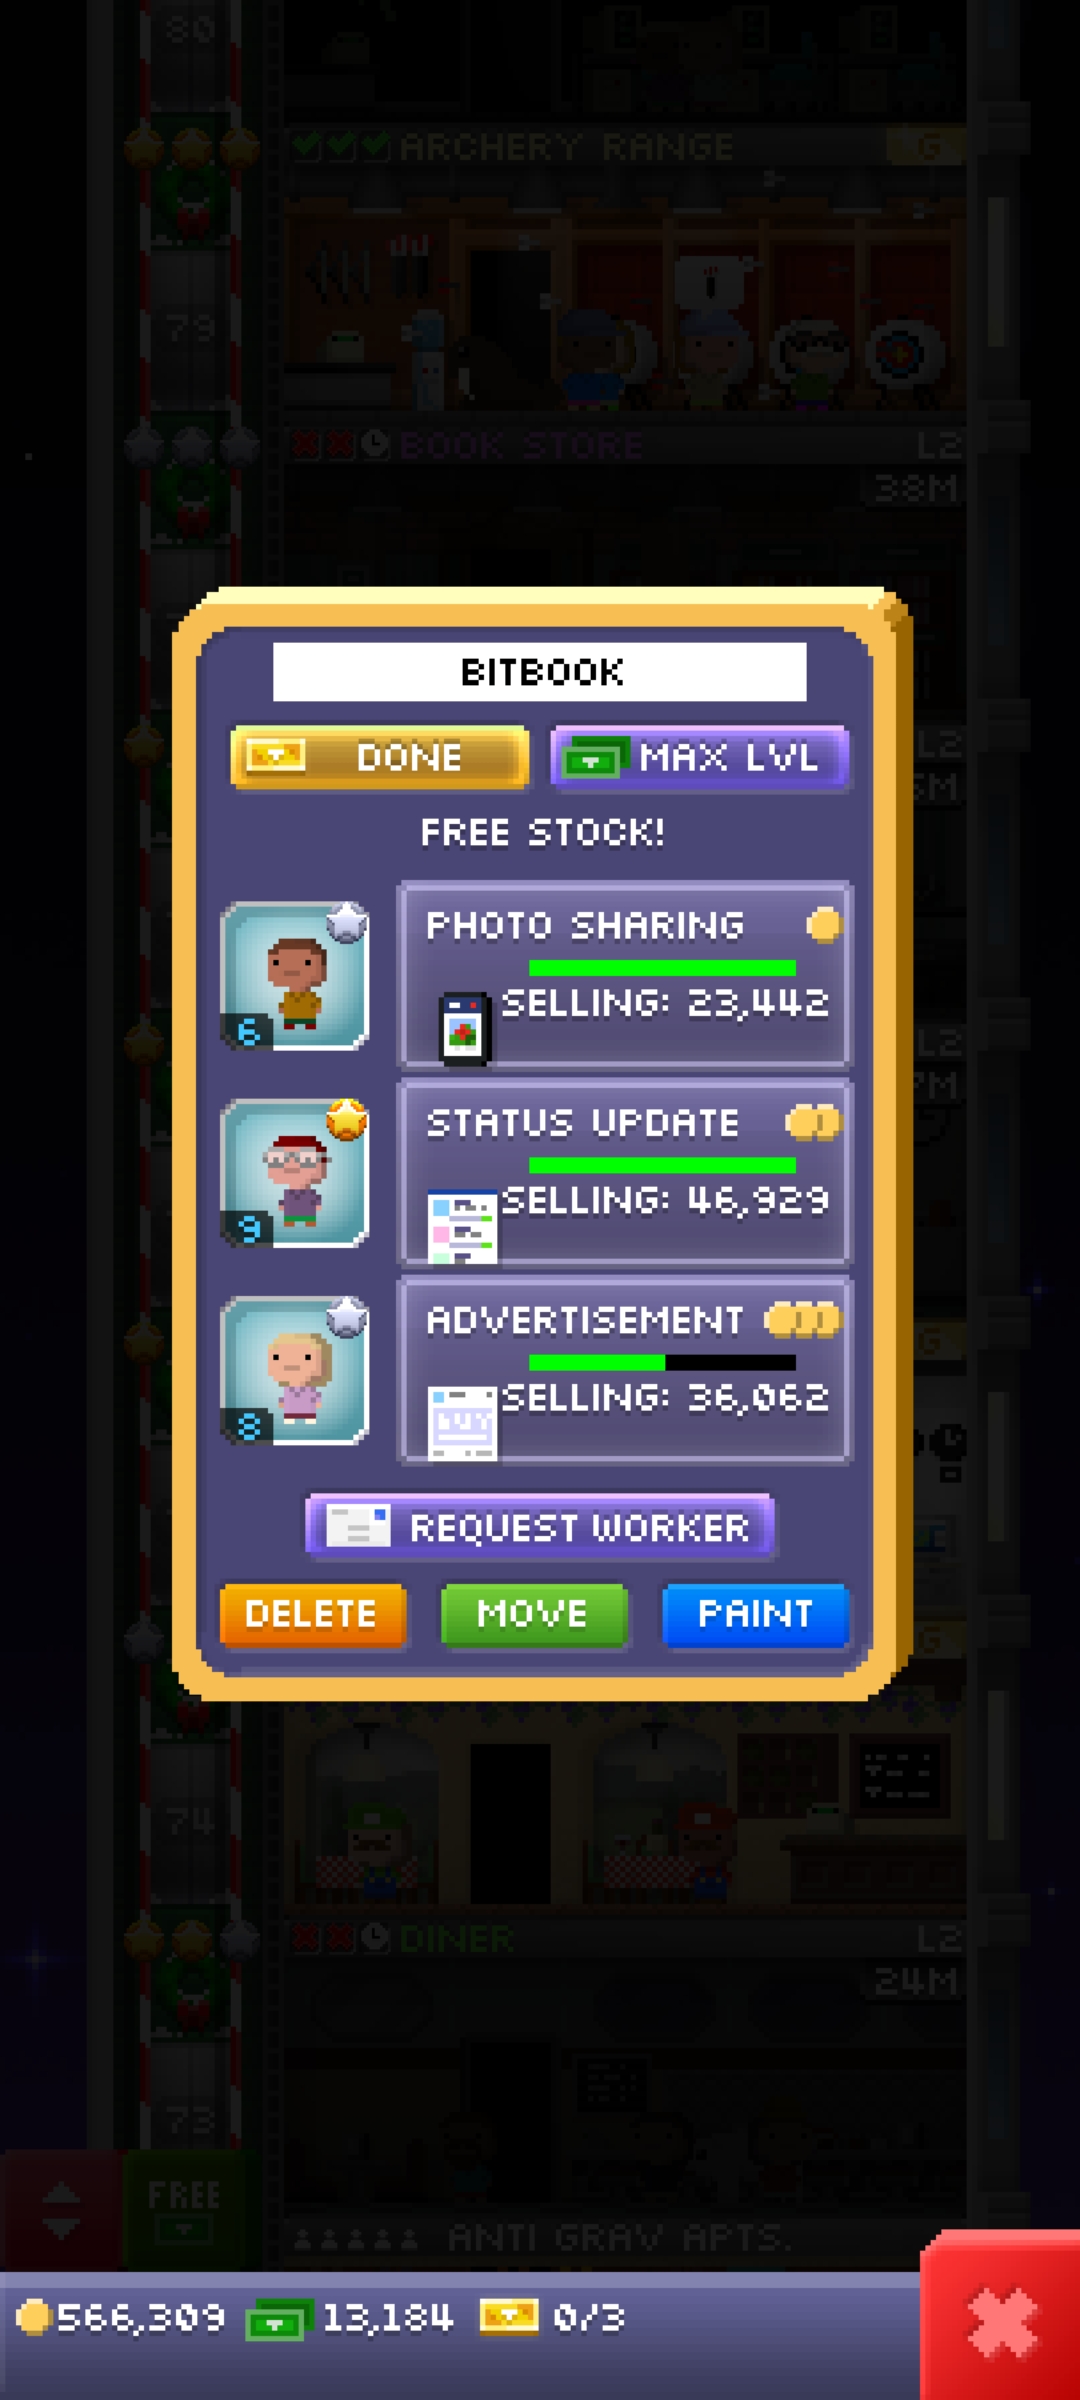 80
ARCHERY RANGE G
79
BOOK STORE L2
38M
BITBOOK
DONE MAX LVL
L2
FREE STOCK!
PHOTO SHARING
SELLING: 23,442
6
L2
STATUS UPDATE
SELLING: 46,929
9
ADVERTISEMENT
G
SELLING: 36,062
8
REQUEST WORKER
DELETE MOVE PAINT
G
74
DINER L2
24M
73
FREE
ANTI GRAV APTS.
566,309 13,184 0/3